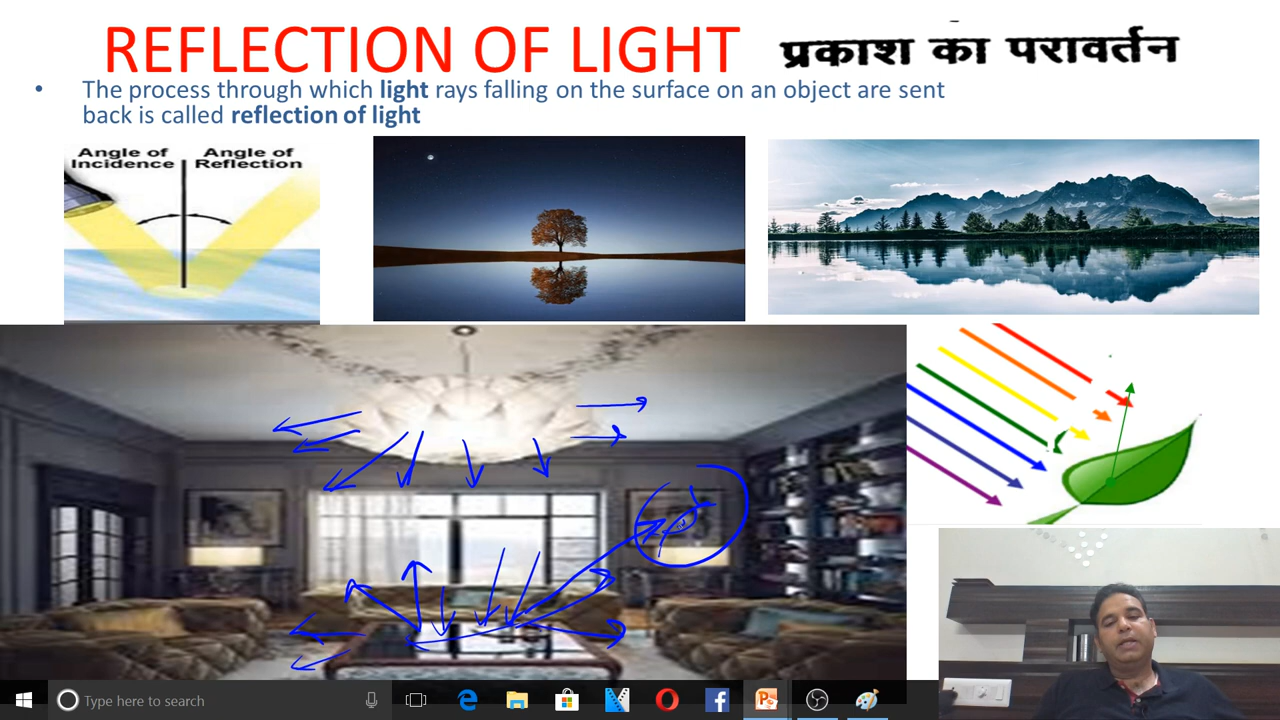 REFLECTION OF LIGHT प्रकाश का परावर्तन
• The process through which light rays falling on the surface on an object are sent
back is called reflection of light
Angle of Incidence
Angle of Reflection
Type here to search